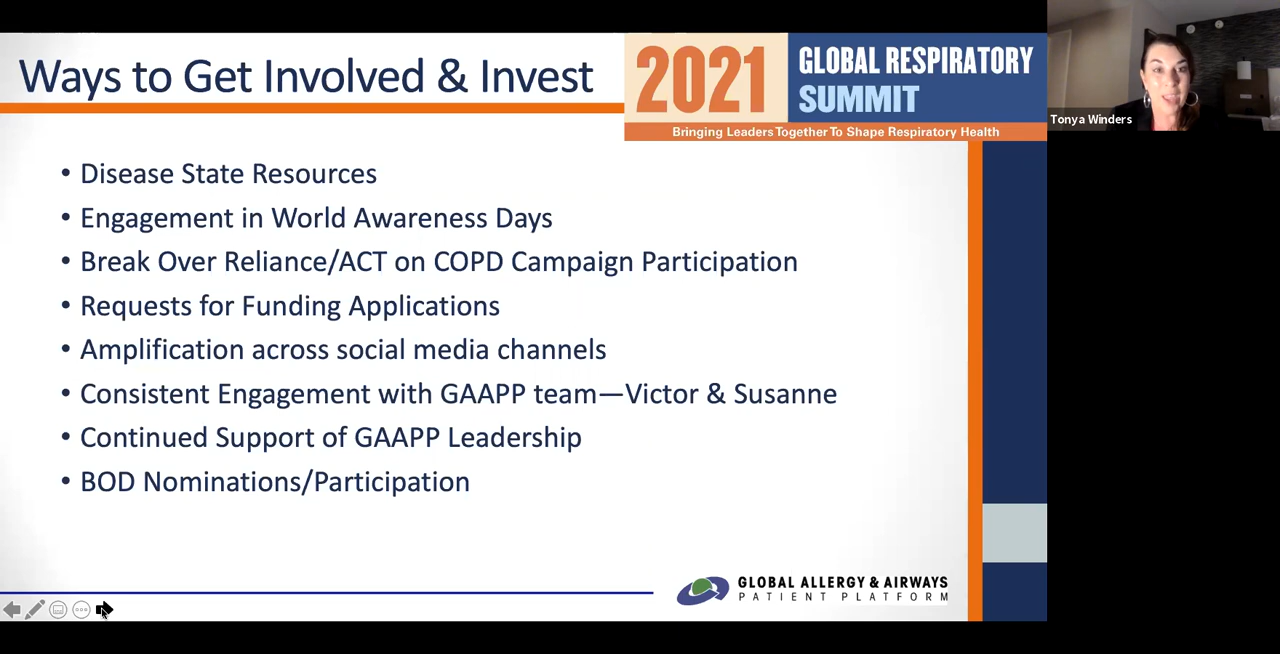 Ways to Get Involved & Invest
2021
GLOBAL RESPIRATORY
SUMMIT
Bringing Leaders Together To Shape Respiratory Health
Tonya Winders
• Disease State Resources
• Engagement in World Awareness Days
• Break Over Reliance/ACT on COPD Campaign Participation
• Requests for Funding Applications
• Amplification across social media channels
• Consistent Engagement with GAAPP team—Victor & Susanne
• Continued Support of GAAPP Leadership
• BOD Nominations/Participation
GLOBAL ALLERGY & AIRWAYS
PATIENT PLATFORM